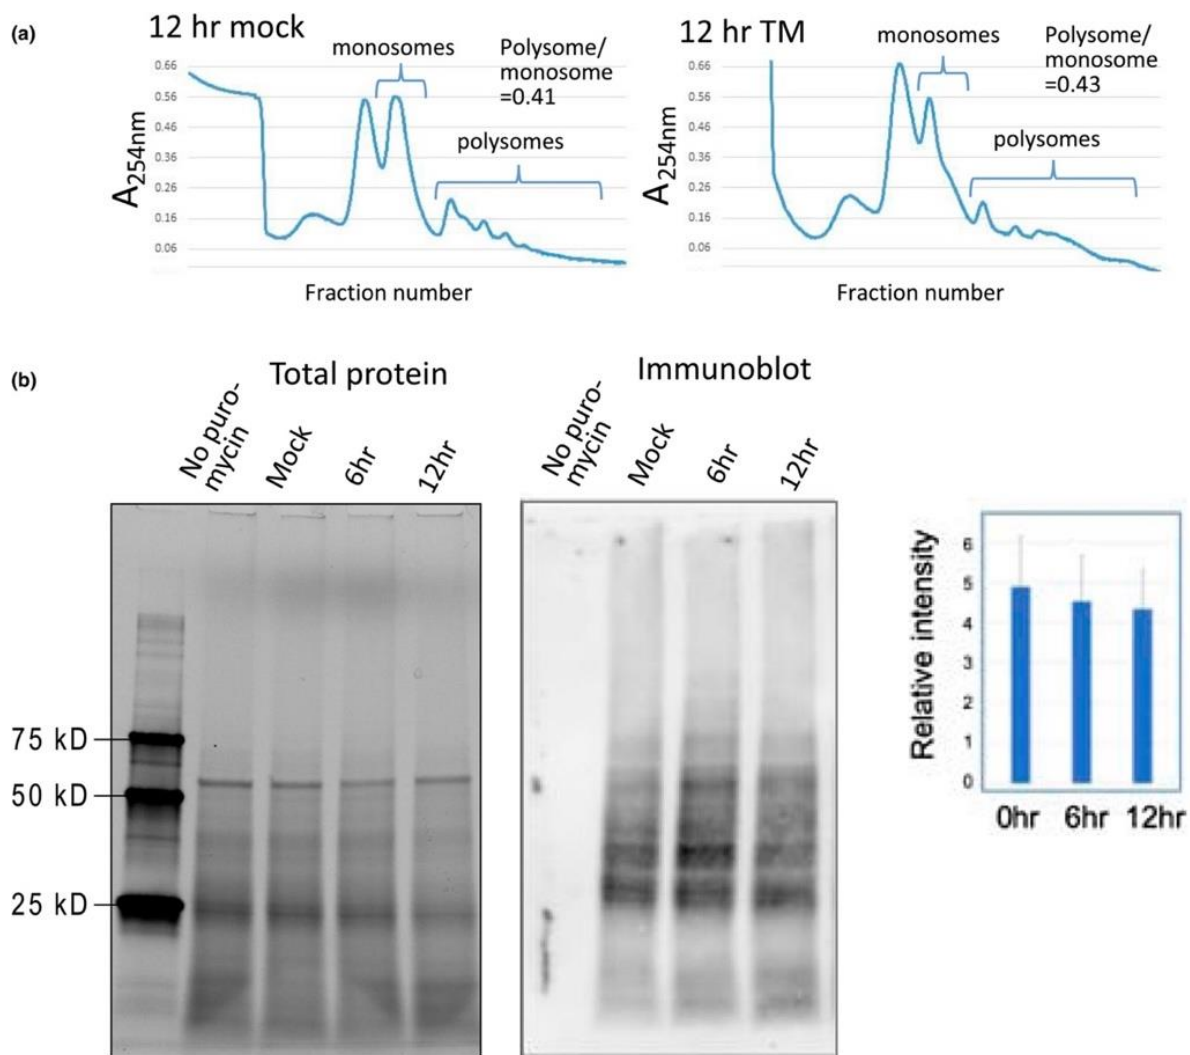 (a)
12 hr mock
monosomes
Polysome/
monosome
=0.41
polysomes
A254nm
0.66
0.56
0.46
0.36
0.26
0.16
0.06
Fraction number
12 hr TM
monosomes
Polysome/
monosome
=0.43
polysomes
A254nm
0.66
0.56
0.46
0.36
0.26
0.16
0.06
Fraction number
(b)
Total protein
No puro-
mycin
Mock
6hr
12hr
75 kD
50 kD
25 kD
Immunoblot
No puro-
mycin
Mock
6hr
12hr
Relative intensity
6
5
4
3
2
1
0
0hr 6hr 12hr